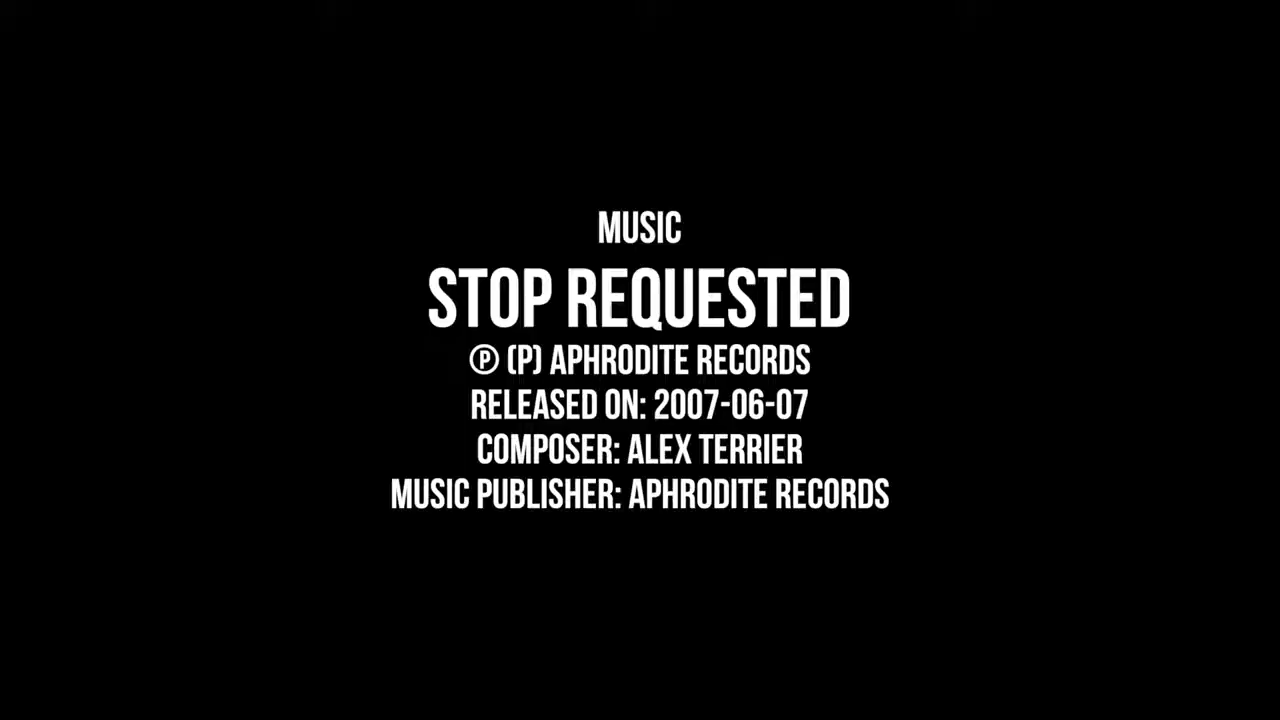 MUSIC
STOP REQUESTED
℗ (P) APHRODITE RECORDS
RELEASED ON: 2007-06-07
COMPOSER: ALEX TERRIER
MUSIC PUBLISHER: APHRODITE RECORDS